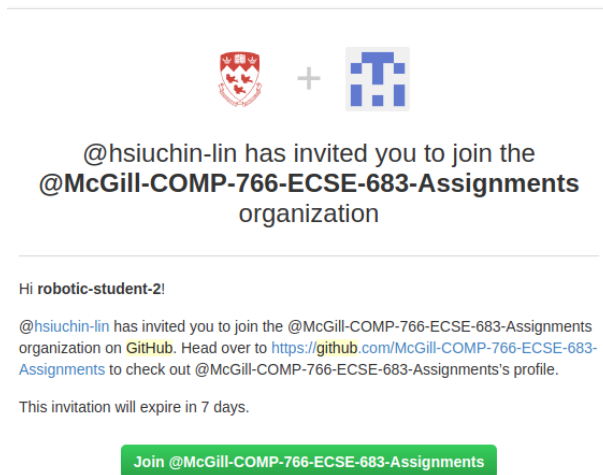 @hsiuchin-lin has invited you to join the
@McGill-COMP-766-ECSE-683-Assignments
organization
Hi robotic-student-2!
@hsiuchin-lin has invited you to join the @McGill-COMP-766-ECSE-683-Assignments
organization on GitHub. Head over to https://github.com/McGill-COMP-766-ECSE-683-
Assignments to check out @McGill-COMP-766-ECSE-683-Assignments's profile.
This invitation will expire in 7 days.
Join @McGill-COMP-766-ECSE-683-Assignments